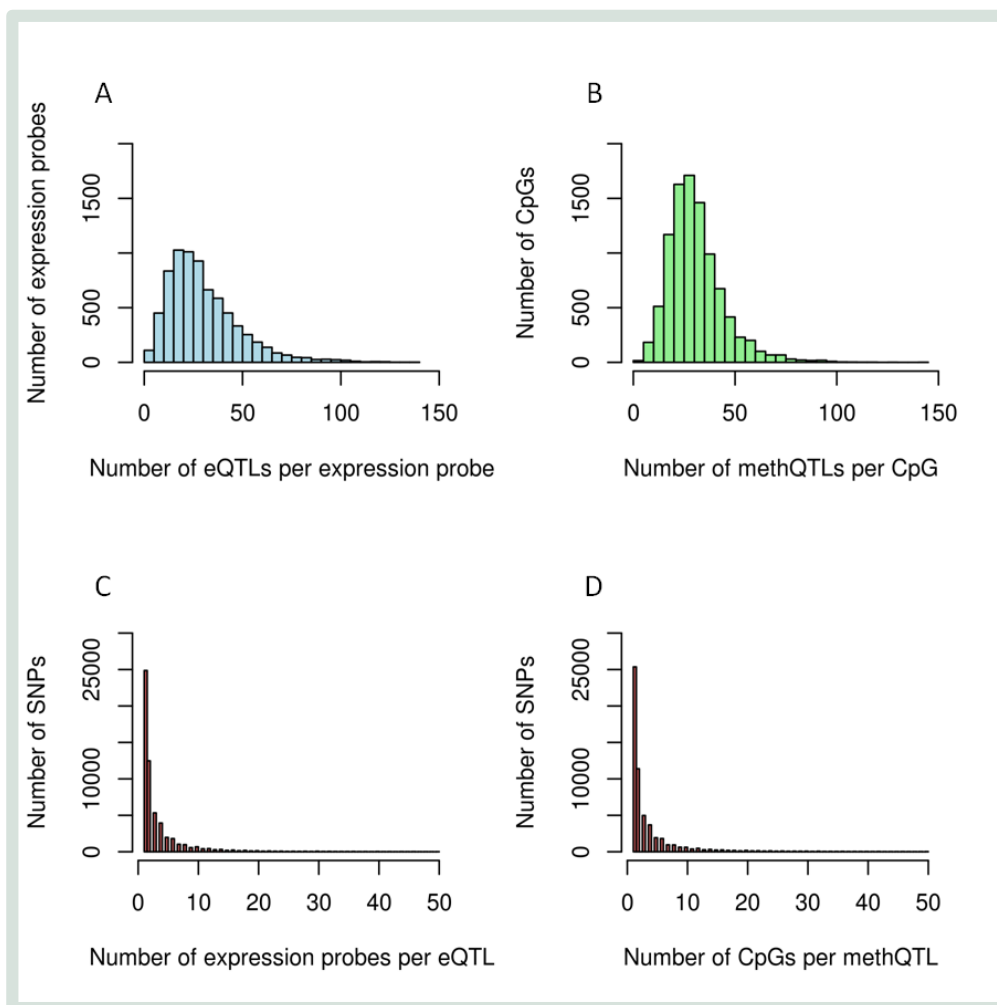 A
Number of expression probes
0 500 1500
0 50 100 150
Number of eQTLs per expression probe
B
Number of CpGs
0 500 1500
0 50 100 150
Number of methQTLs per CpG
C
Number of SNPs
0 10000 25000
0 10 20 30 40 50
Number of expression probes per eQTL
D
Number of SNPs
0 10000 25000
0 10 20 30 40 50
Number of CpGs per methQTL